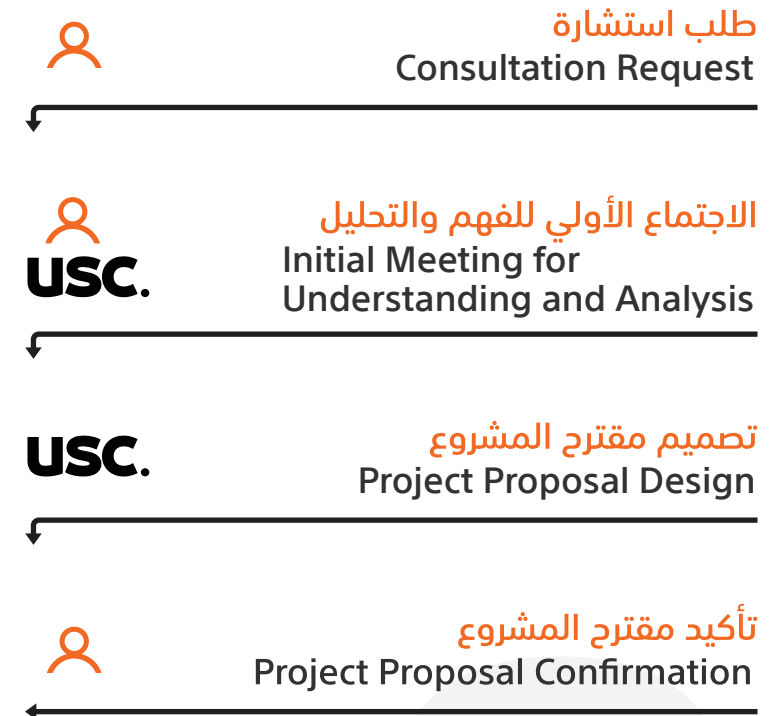 طلب استشارة
Consultation Request
الاجتماع الأولي للفهم والتحليل
Initial Meeting for
Understanding and Analysis
USC.
تصميم مقترح المشروع
Project Proposal Design
USC.
تأكيد مقترح المشروع
Project Proposal Confirmation